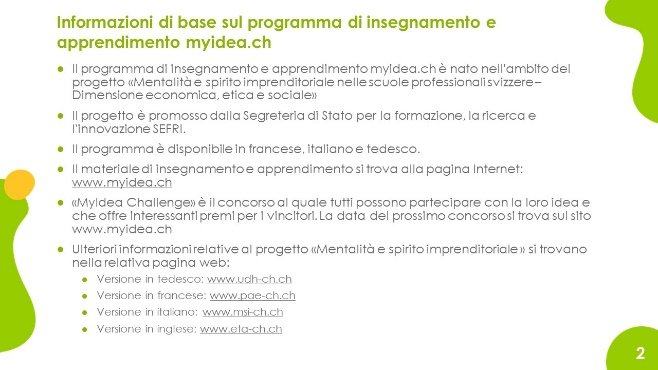 Informazioni di base sul programma di insegnamento e
apprendimento myidea.ch
● Il programma di insegnamento e apprendimento myidea.ch è nato nell'ambito del
progetto «Mentalità e spirito imprenditoriale nelle scuole professionali svizzere –
Dimensione economica, etica e sociale»
● Il progetto è promosso dalla Segreteria di Stato per la formazione, la ricerca e
l'innovazione SEFRI.
● Il programma è disponibile in francese, italiano e tedesco.
● Il materiale di insegnamento e apprendimento si trova alla pagina Internet:
www.myidea.ch
● «MyIdea Challenge» è il concorso al quale tutti possono partecipare con la loro idea e
che offre interessanti premi per i vincitori. La data del prossimo concorso si trova sul sito
www.myidea.ch
● Ulteriori informazioni relative al progetto «Mentalità e spirito imprenditoriale» si trovano
nella relativa pagina web:
● Versione in tedesco: www.udh-ch.ch
● Versione in francese: www.pae-ch.ch
● Versione in italiano: www.msi-ch.ch
● Versione in inglese: www.eta-ch.ch
2